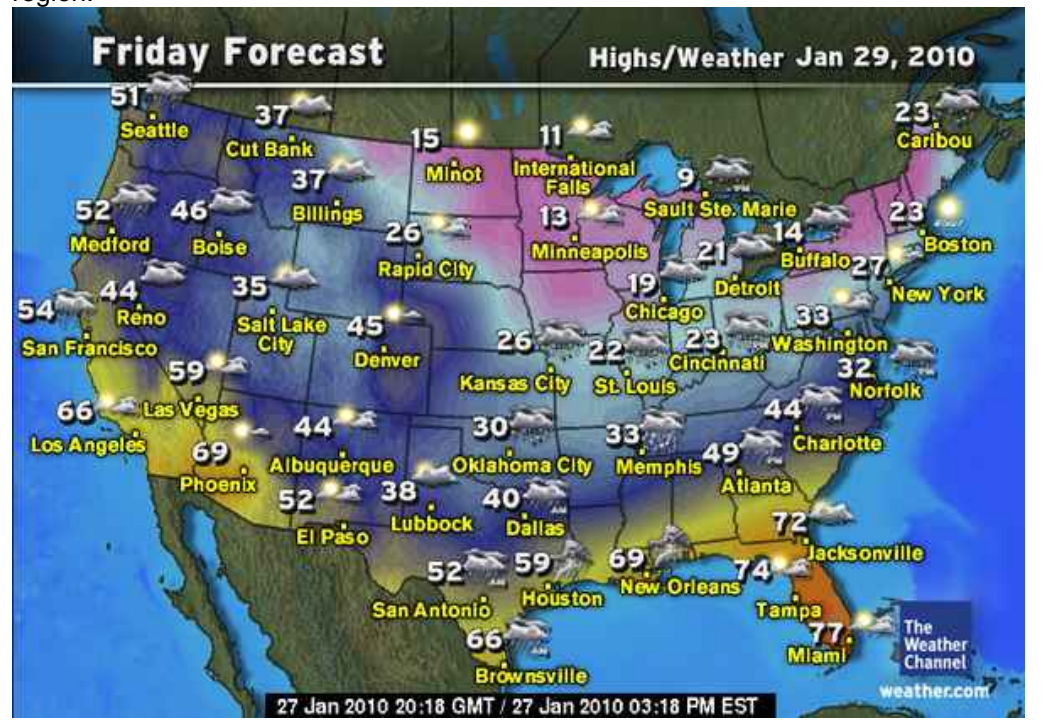 region.
Friday Forecast
Highs/Weather Jan 29, 2010
51
Seattle
37
Cut Bank
15
Minot
11
International
Falls
23
Caribou
37
Billings
9
Sault Ste. Marie
52
Medford
46
Boise
26
Rapid City
13
Minneapolis
14
Buffalo
23
Boston
44
Reno
35
Salt Lake
City
19
Chicago
21
Detroit
27
New York
54
San Francisco
45
Denver
26
Kansas City
22
St. Louis
23
Cincinnati
33
Washington
59
Las Vegas
32
Norfolk
66
Los Angeles
69
Phoenix
44
Albuquerque
30
Oklahoma City
33
Memphis
49
Atlanta
44
Charlotte
PM
52
El Paso
38
Lubbock
40
Dallas
AM
72
Jacksonville
52
San Antonio
AM
59
Houston
69
New Orleans
74
Tampa
66
Brownsville
AM
77
Miami
The
Weather
Channel
weather.com
27 Jan 2010 20:18 GMT / 27 Jan 2010 03:18 PM EST